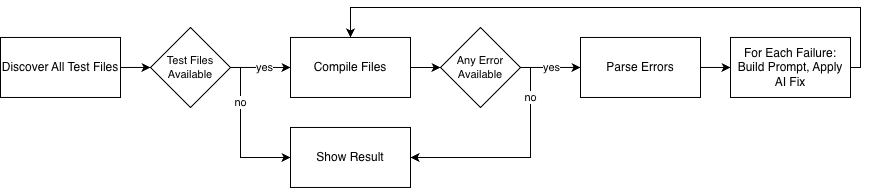 Discover All Test Files
Test Files
Available
yes
no
Compile Files
Any Error
Available
yes
no
Parse Errors
For Each Failure:
Build Prompt, Apply
AI Fix
Show Result